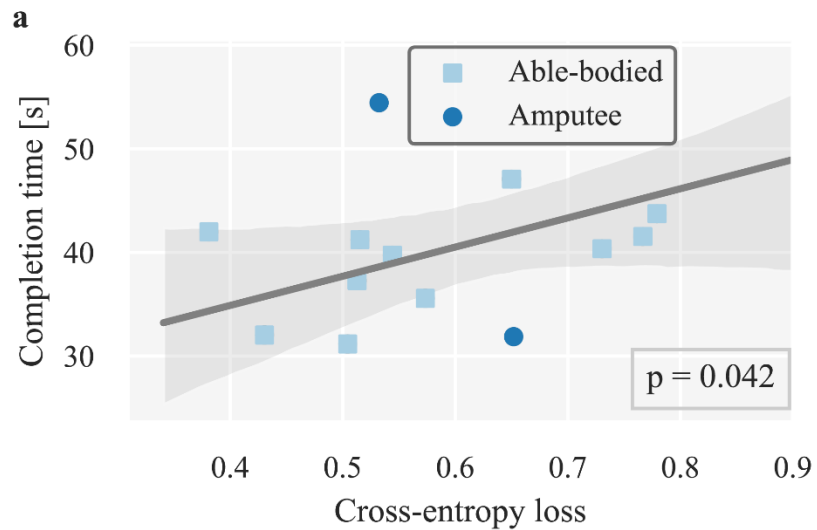 a
60
50
40
30
Completion time [s]
Able-bodied
Amputee
p = 0.042
0.4 0.5 0.6 0.7 0.8 0.9
Cross-entropy loss